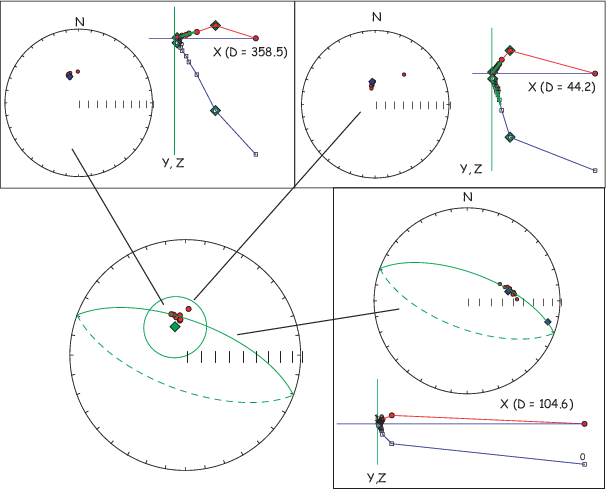 N
X (D = 358.5)
Y, Z
N
X (D = 44.2)
Y, Z
N
X (D = 104.6)
0
Y,Z